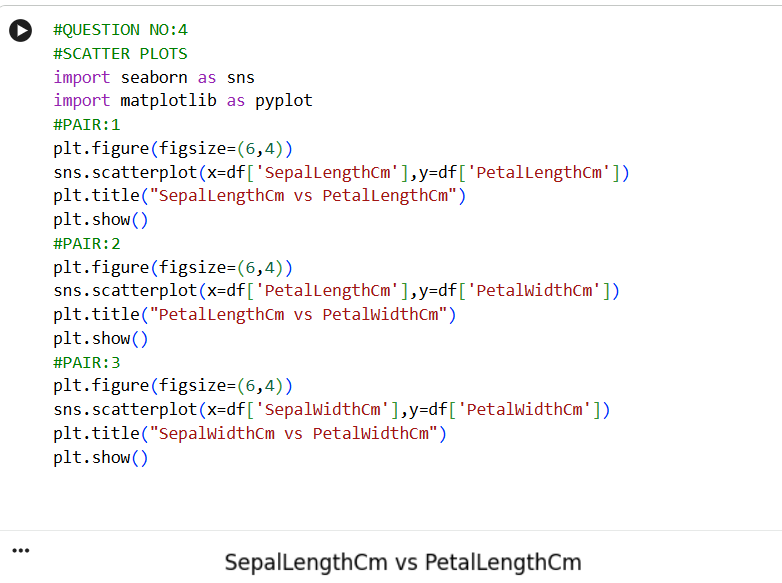 #QUESTION NO:4
#SCATTER PLOTS
import seaborn as sns
import matplotlib as pyplot
#PAIR:1
plt.figure(figsize=(6,4))
sns.scatterplot(x=df['SepalLengthCm'],y=df['PetalLengthCm'])
plt.title("SepalLengthCm vs PetalLengthCm")
plt.show()
#PAIR:2
plt.figure(figsize=(6,4))
sns.scatterplot(x=df['PetalLengthCm'],y=df['PetalWidthCm'])
plt.title("PetalLengthCm vs PetalWidthCm")
plt.show()
#PAIR:3
plt.figure(figsize=(6,4))
sns.scatterplot(x=df['SepalWidthCm'],y=df['PetalWidthCm'])
plt.title("SepalWidthCm vs PetalWidthCm")
plt.show()
SepalLengthCm vs PetalLengthCm